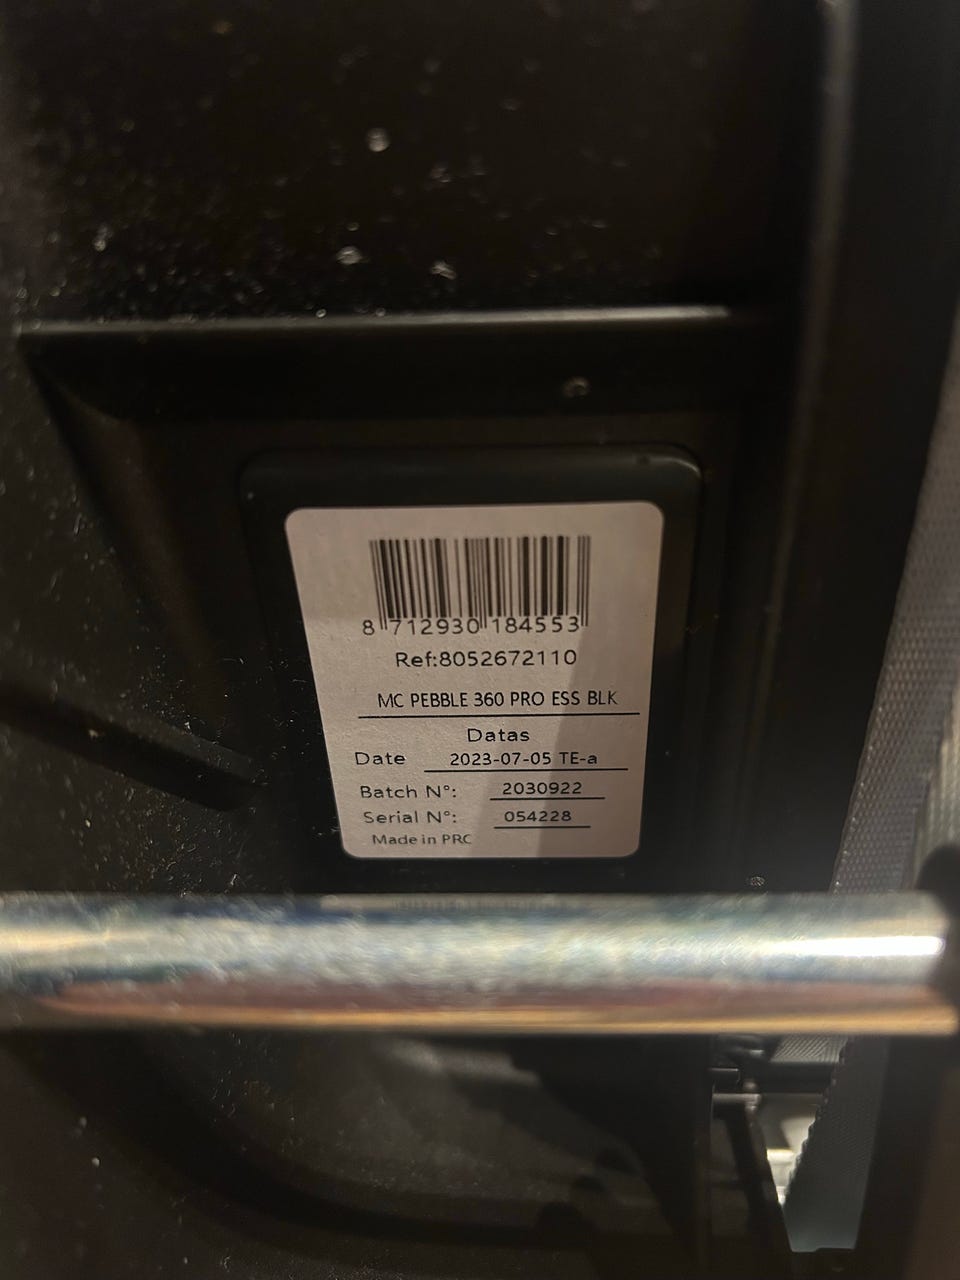 8 712930 184553
Ref:8052672110
MC PEBBLE 360 PRO ESS BLK
Datas
Date 2023-07-05 TE-a
Batch N°: 2030922
Serial N°: 054228
Made in PRC